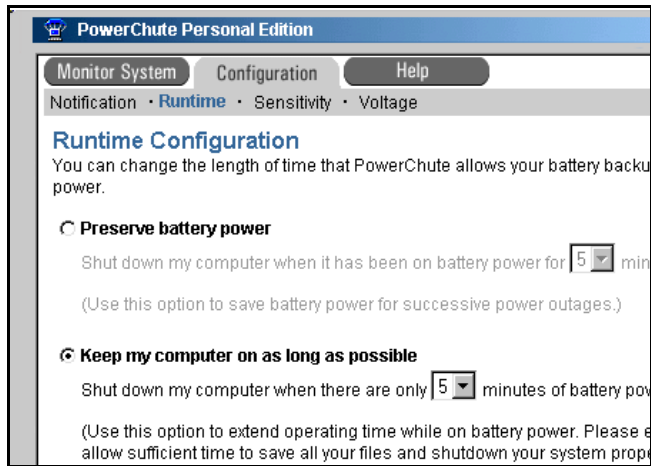 PowerChute Personal Edition
Monitor System Configuration Help
Notification · Runtime · Sensitivity · Voltage
Runtime Configuration
You can change the length of time that PowerChute allows your battery backu
power.
Preserve battery power
Shut down my computer when it has been on battery power for 5 min
(Use this option to save battery power for successive power outages.)
Keep my computer on as long as possible
Shut down my computer when there are only 5 minutes of battery pow
(Use this option to extend operating time while on battery power. Please e
allow sufficient time to save all your files and shutdown your system prope